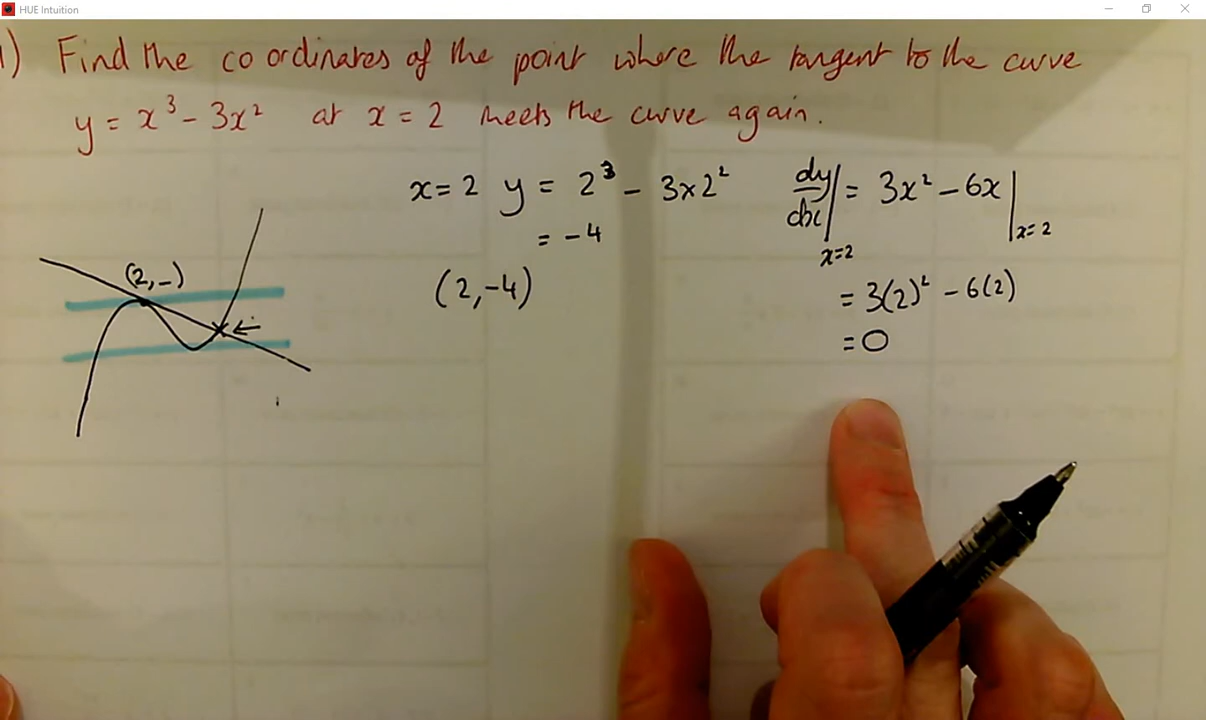 HUE Intuition
1) Find the coordinates of the point where the tangent to the curve
y = x³ - 3x² at x = 2 meets the curve again.
x = 2 y = 2³ - 3×2²
= -4
(2, -4)
dy/dx |x=2 = 3x² - 6x |x=2
= 3(2)² - 6(2)
= 0
(2, -)